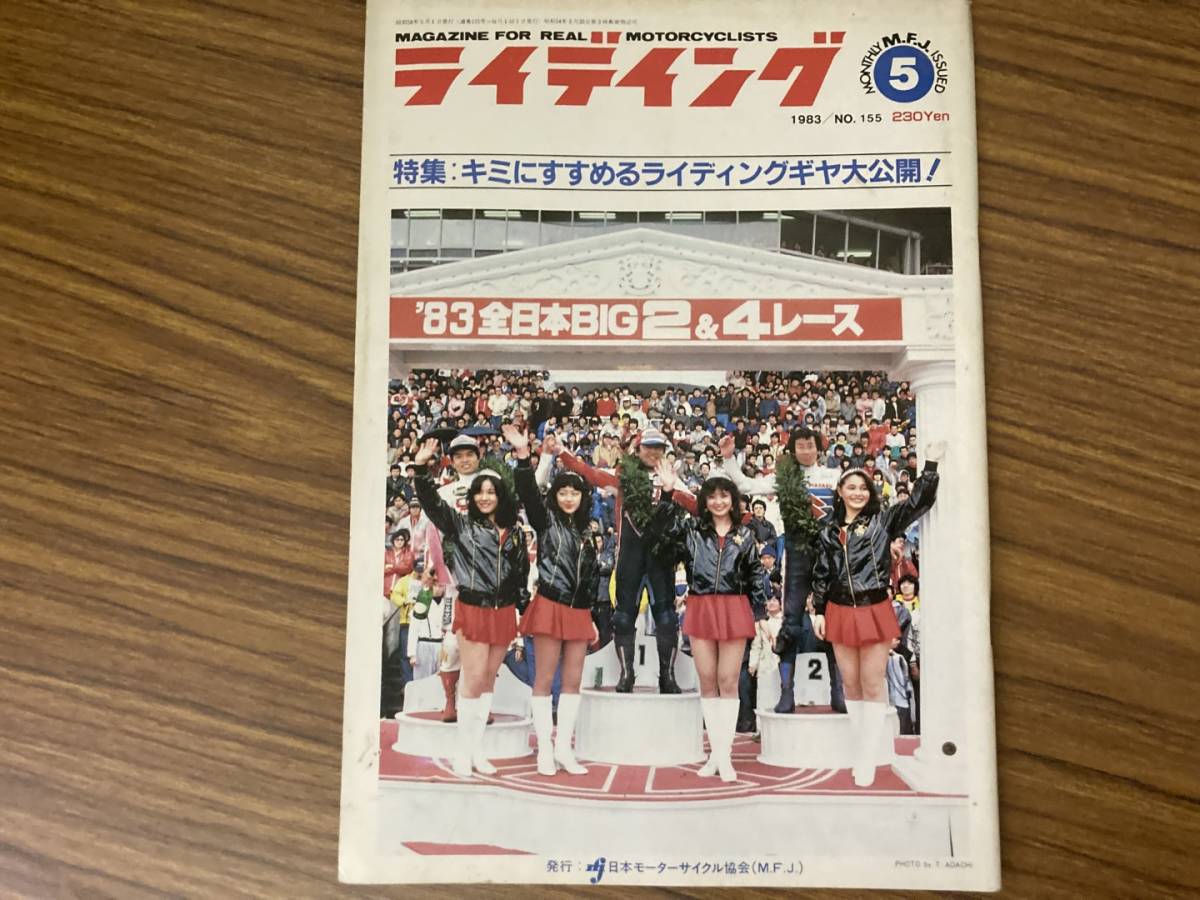 MAGAZINE FOR REAL MOTORCYCLISTS
ライディング
MONTHLY M.F.J. ISSUED
5
1983/NO. 155 230Yen
特集:キミにすすめるライディングギヤ大公開!
'83全日本BIG2&4レース
1
2
発行: mfj 日本モーターサイクル協会(M.F.J.)
PHOTO by T. ADACHI